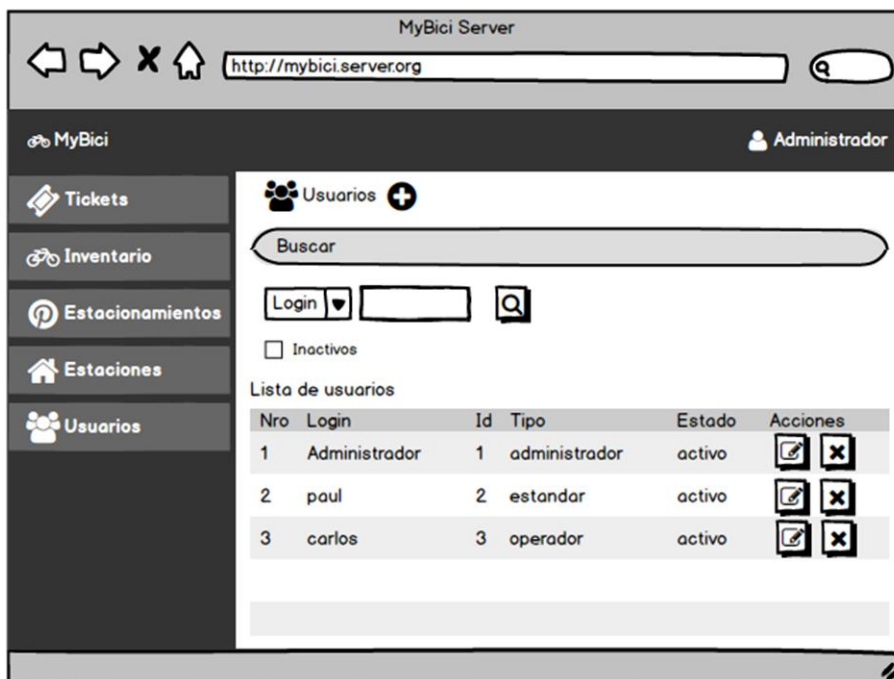 MyBici Server
http://mybici.server.org
MyBici Administrador
Tickets
Inventario
Estacionamientos
Estaciones
Usuarios
Usuarios
Buscar
Login
Inactivos
Lista de usuarios
Nro Login Id Tipo Estado Acciones
1 Administrador 1 administrador activo
2 paul 2 estandar activo
3 carlos 3 operador activo